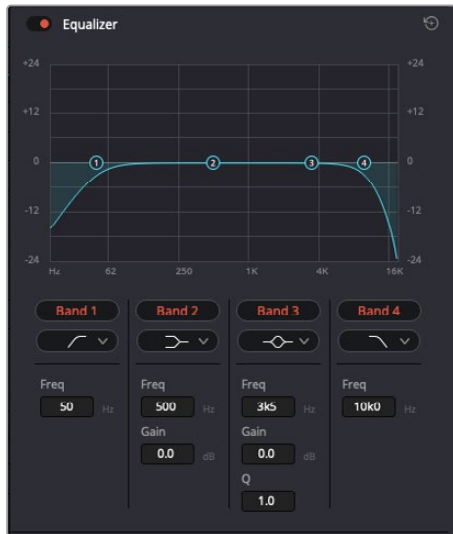 Equalizer
+24 +24
+12 +12
0 0
1 2 3 4
-12 -12
-24 -24
Hz 62 250 1K 4K 16K
Band 1 Band 2 Band 3 Band 4
Freq Freq Freq Freq
50 Hz 500 Hz 3k5 Hz 10k0 Hz
Gain Gain
0.0 dB 0.0 dB
Q
1.0